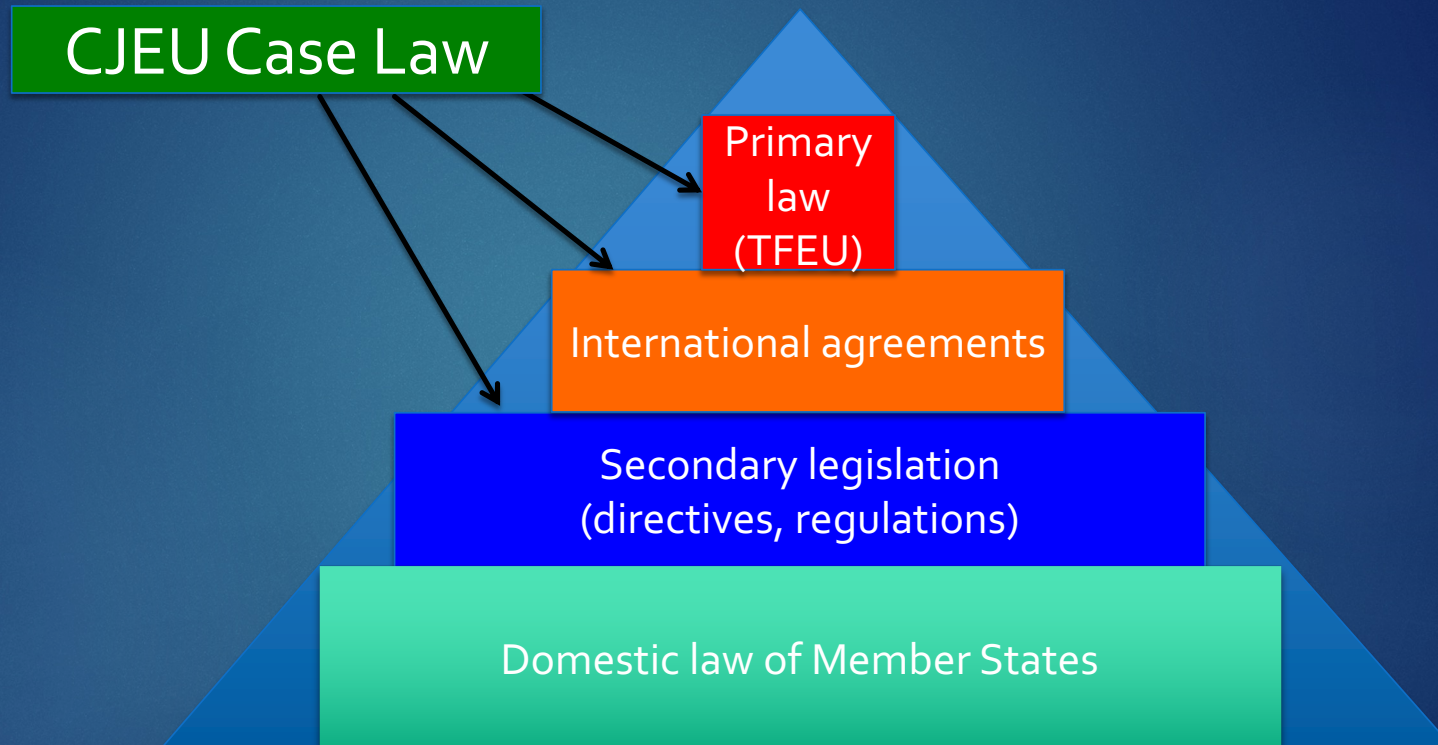 CJEU Case Law
Primary
law
(TFEU)
International agreements
Secondary legislation
(directives, regulations)
Domestic law of Member States